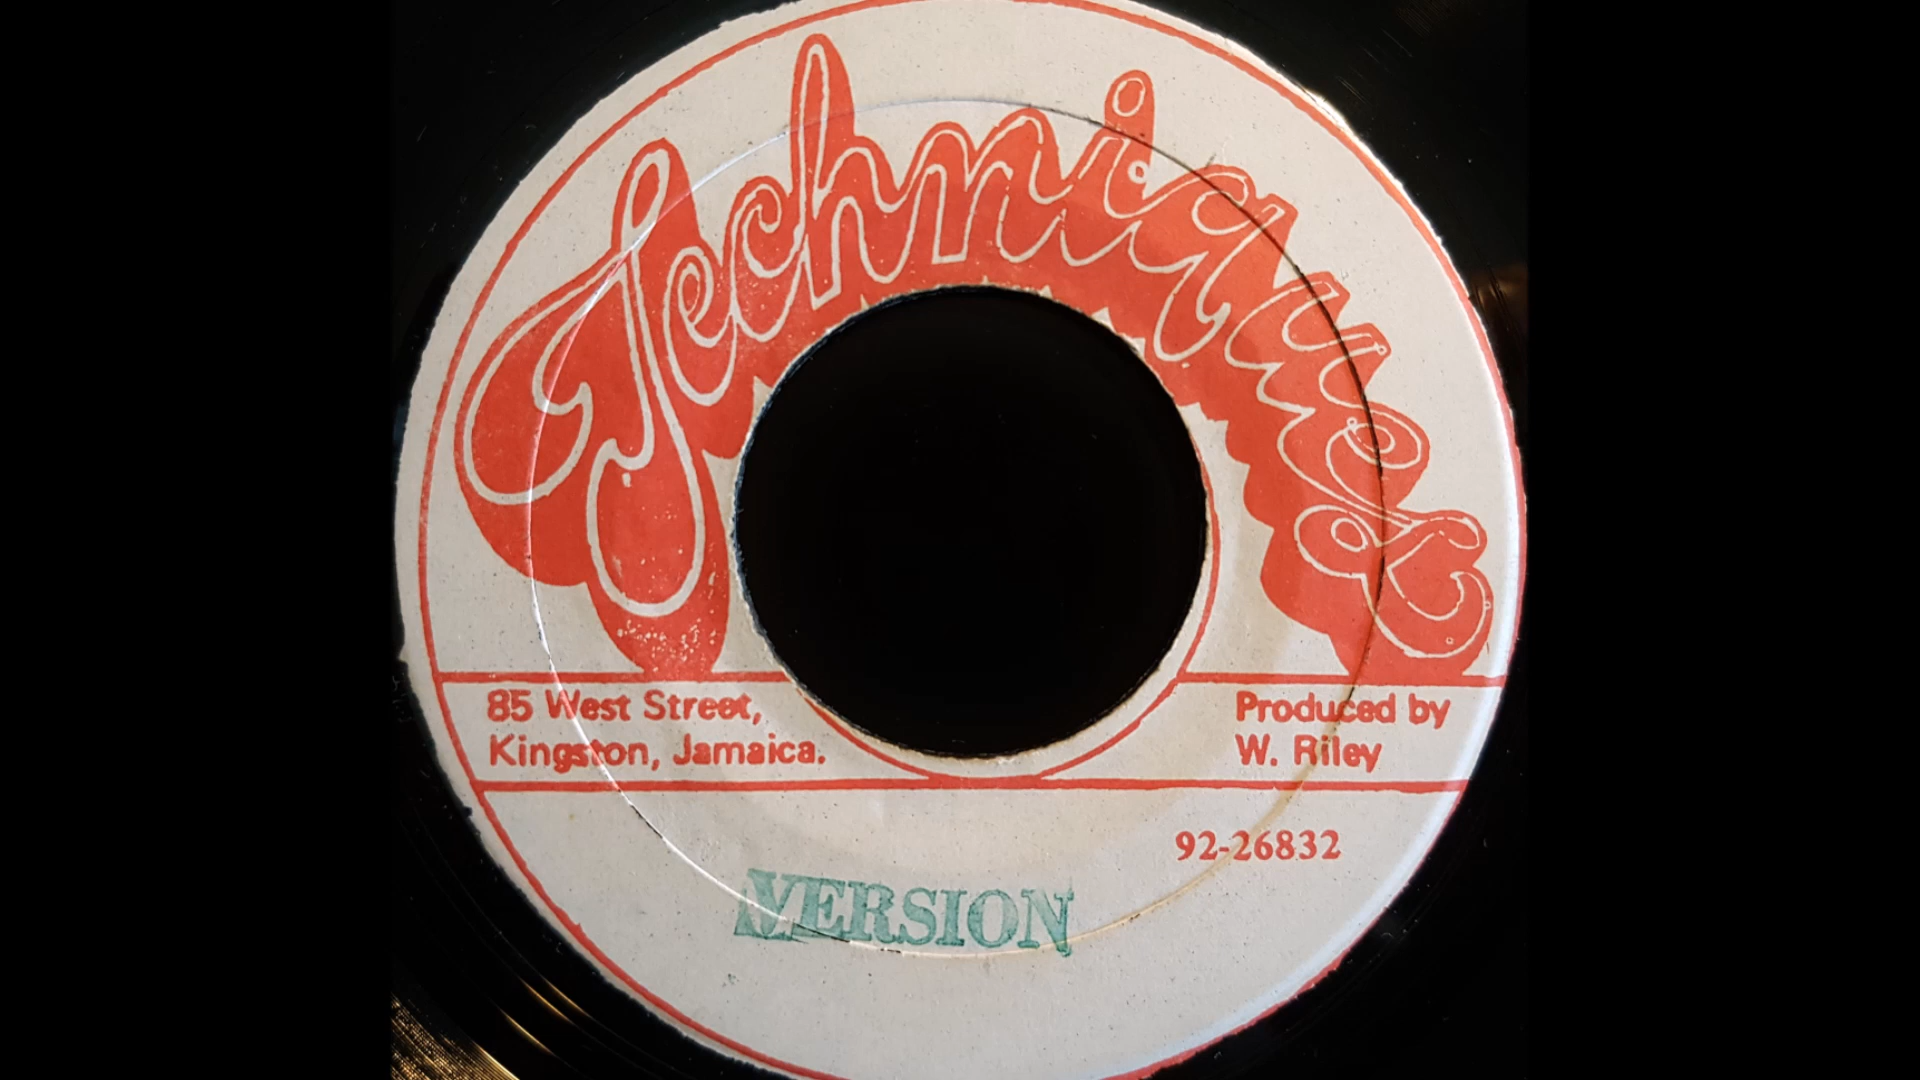 Techniques
85 West Street,
Kingston, Jamaica.
Produced by
W. Riley
92-26832
VERSION